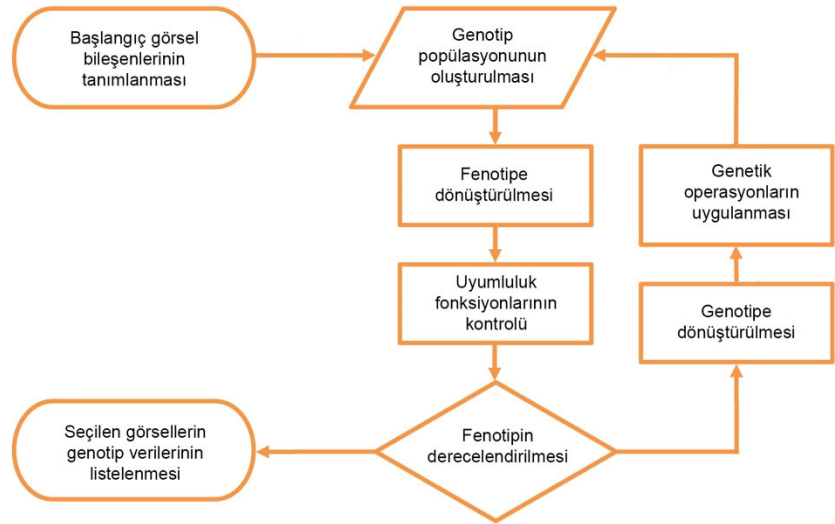 Başlangıç görsel
bileşenlerinin
tanımlanması
Genotip
popülasyonunun
oluşturulması
Fenotipe
dönüştürülmesi
Genetik
operasyonların
uygulanması
Uyumluluk
fonksiyonlarının
kontrolü
Genotipe
dönüştürülmesi
Seçilen görsellerin
genotip verilerinin
listelenmesi
Fenotipin
derecelendirilmesi